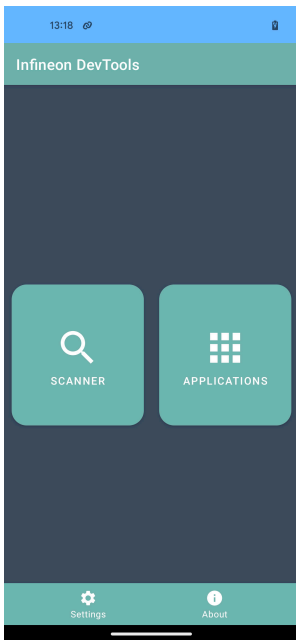 13:18
Infineon DevTools
SCANNER
APPLICATIONS
Settings
About